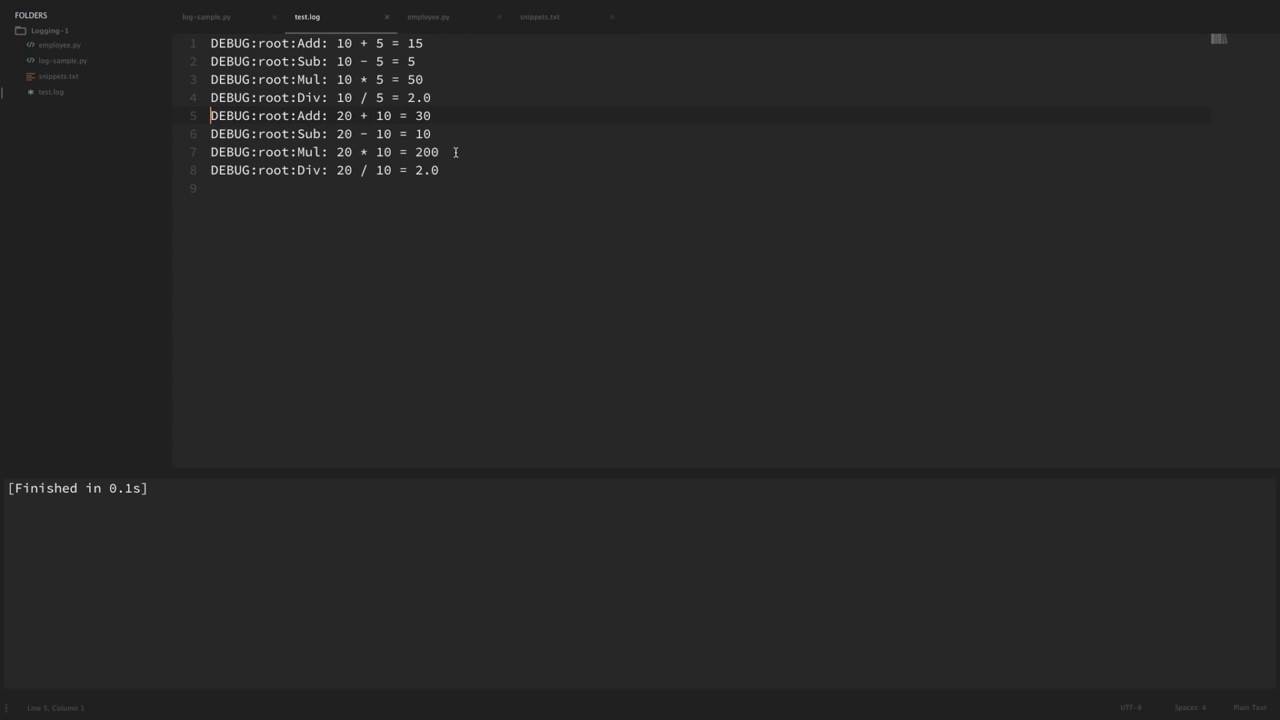 FOLDERS
Logging-1
employee.py
log-sample.py
snippets.txt
test.log
log-sample.py × test.log × employee.py × snippets.txt ×
1 DEBUG:root:Add: 10 + 5 = 15
2 DEBUG:root:Sub: 10 - 5 = 5
3 DEBUG:root:Mul: 10 * 5 = 50
4 DEBUG:root:Div: 10 / 5 = 2.0
5 DEBUG:root:Add: 20 + 10 = 30
6 DEBUG:root:Sub: 20 - 10 = 10
7 DEBUG:root:Mul: 20 * 10 = 200
8 DEBUG:root:Div: 20 / 10 = 2.0
9
[Finished in 0.1s]
Line 5, Column 1 UTF-8 Spaces: 4 Plain Text